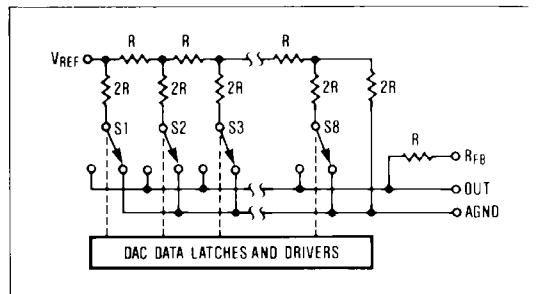 R R R
VREF
2R 2R 2R 2R 2R
S1 S2 S3 S8
R RFB
OUT
AGND
DAC DATA LATCHES AND DRIVERS